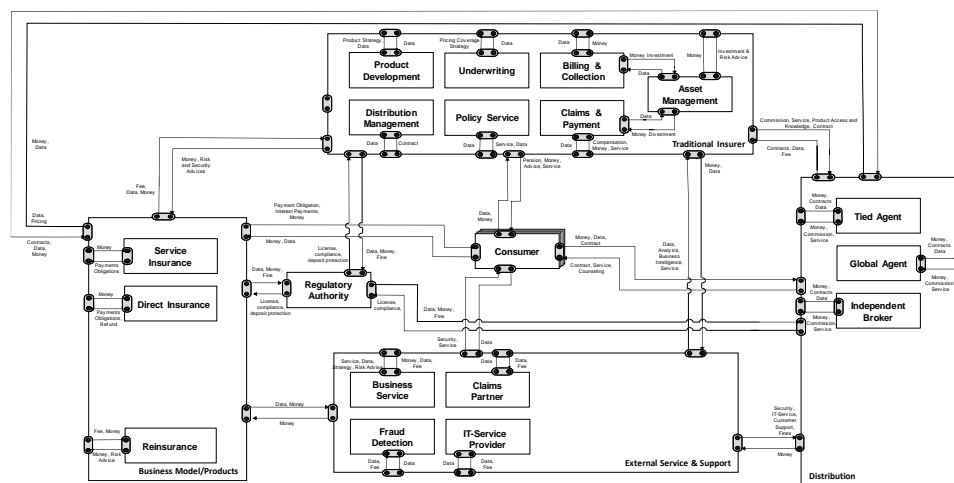 Product Strategy,
Data
Data
Pricing Coverage
Strategy
Data
Data
Money
Money
Investment &
Risk Advice
Product
Development
Underwriting
Billing &
Collection
Money Investment
Data
Asset
Management
Distribution
Management
Policy Service
Claims &
Payment
Data
Money Divestment
Data
Contract
Data
Service, Data
Data
Compensation,
Money, Service
Traditional Insurer
Commission, Service, Product Access and
Knowledge, Contract
Contracts, Data,
Fee
Money,
Data
Money, Risk
and Security
Advices
Fee,
Data, Money
Pension, Money,
Advise, Service
Data,
Money
Money,
Data
Data,
Pricing
Contracts,
Data,
Money
Payment Obligation,
Interest Payments,
Money
Money, Data
License,
compliance,
deposit protection
Data, Money,
Fine
Consumer
Money, Data,
Contract
Contract, Service,
Counseling
Data,
Analysis,
Business
Intelligence,
Service
Money
Service
Insurance
Payments
Obligations
Money
Direct Insurance
Payments
Obligations,
Refund
Data,
Money, Fine
License,
compliance,
deposit protection
Regulatory
Authority
License,
compliance,
Data, Money,
Fine
Money,
Contracts
Data
Tied Agent
Money,
Commission,
Service
Global Agent
Money,
Contracts
Data
Money,
Commission
Service
Money,
Contracts
Data
Independent
Broker
Money,
Commission
Service
Security,
Service
Data
Service, Data,
Strategy, Risk Advice
Money, Data,
Fee
Data
Data,
Fee
Business
Service
Claims
Partner
Fraud
Detection
IT-Service
Provider
Data,
Fee
Data
Data
Data,
Fee
External Service & Support
Data, Money
Money
Fee, Money
Reinsurance
Money, Risk
Advice
Business Model/Products
Security,
IT-Service,
Customer
Support,
Fines
Money
Distribution